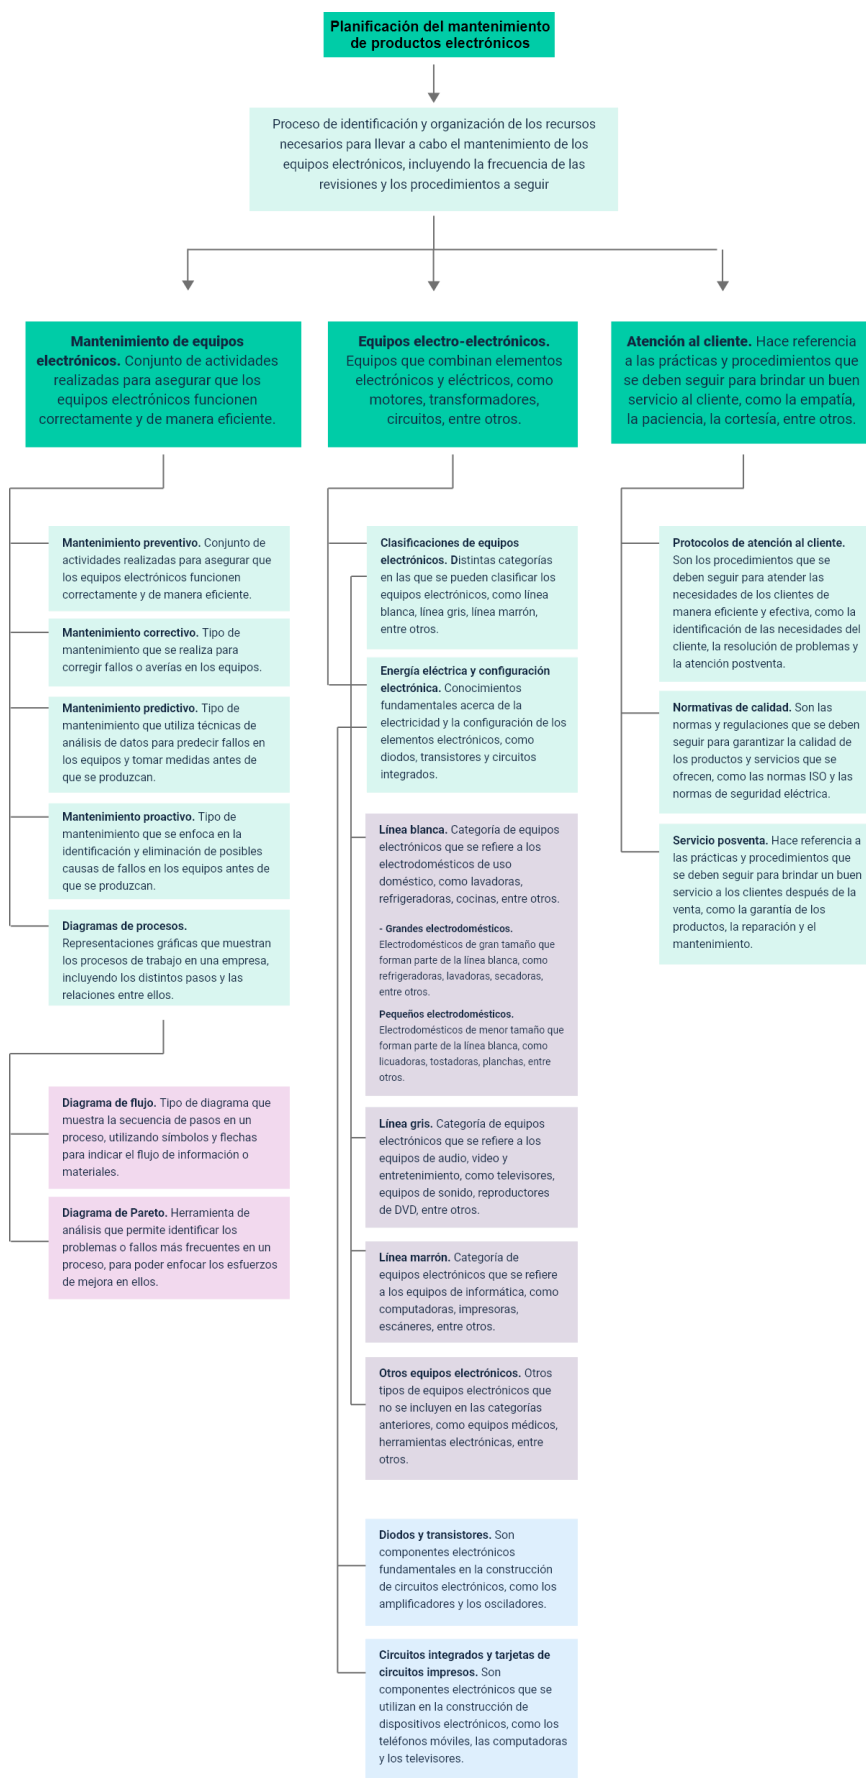 Planificación del mantenimiento
de productos electrónicos
Proceso de identificación y organización de los recursos
necesarios para llevar a cabo el mantenimiento de los
equipos electrónicos, incluyendo la frecuencia de las
revisiones y los procedimientos a seguir
Mantenimiento de equipos
electrónicos. Conjunto de actividades
realizadas para asegurar que los
equipos electrónicos funcionen
correctamente y de manera eficiente.
Mantenimiento preventivo. Conjunto de
actividades realizadas para asegurar que
los equipos electrónicos funcionen
correctamente y de manera eficiente.
Mantenimiento correctivo. Tipo de
mantenimiento que se realiza para
corregir fallos o averías en los equipos.
Mantenimiento predictivo. Tipo de
mantenimiento que utiliza técnicas de
análisis de datos para predecir fallos en
los equipos y tomar medidas antes de
que se produzcan.
Mantenimiento proactivo. Tipo de
mantenimiento que se enfoca en la
identificación y eliminación de posibles
causas de fallos en los equipos antes de
que se produzcan.
Diagramas de procesos.
Representaciones gráficas que muestran
los procesos de trabajo en una empresa,
incluyendo los distintos pasos y las
relaciones entre ellos.
Diagrama de flujo. Tipo de diagrama que
muestra la secuencia de pasos en un
proceso, utilizando símbolos y flechas
para indicar el flujo de información o
materiales.
Diagrama de Pareto. Herramienta de
análisis que permite identificar los
problemas o fallos más frecuentes en un
proceso, para poder enfocar los esfuerzos
de mejora en ellos.
Equipos electro-electrónicos.
Equipos que combinan elementos
electrónicos y eléctricos, como
motores, transformadores,
circuitos, entre otros.
Clasificaciones de equipos
electrónicos. Distintas categorías
en las que se pueden clasificar los
equipos electrónicos, como línea
blanca, línea gris, línea marrón,
entre otros.
Energía eléctrica y configuración
electrónica. Conocimientos
fundamentales acerca de la
electricidad y la configuración de los
elementos electrónicos, como
diodos, transistores y circuitos
integrados.
Línea blanca. Categoría de equipos
electrónicos que se refiere a los
electrodomésticos de uso
doméstico, como lavadoras,
refrigeradoras, cocinas, entre otros.
- Grandes electrodomésticos.
Electrodomésticos de gran tamaño que
forman parte de la línea blanca, como
refrigeradoras, lavadoras, secadoras,
entre otros.
Pequeños electrodomésticos.
Electrodomésticos de menor tamaño que
forman parte de la línea blanca, como
licuadoras, tostadoras, planchas, entre
otros.
Línea gris. Categoría de equipos
electrónicos que se refiere a los
equipos de audio, video y
entretenimiento, como televisores,
equipos de sonido, reproductores
de DVD, entre otros.
Línea marrón. Categoría de
equipos electrónicos que se refiere
a los equipos de informática, como
computadoras, impresoras,
escáneres, entre otros.
Otros equipos electrónicos. Otros
tipos de equipos electrónicos que
no se incluyen en las categorías
anteriores, como equipos médicos,
herramientas electrónicas, entre
otros.
Diodos y transistores. Son
componentes electrónicos
fundamentales en la construcción
de circuitos electrónicos, como los
amplificadores y los osciladores.
Circuitos integrados y tarjetas de
circuitos impresos. Son
componentes electrónicos que se
utilizan en la construcción de
dispositivos electrónicos, como los
teléfonos móviles, las computadoras
y los televisores.
Atención al cliente. Hace referencia
a las prácticas y procedimientos que
se deben seguir para brindar un buen
servicio al cliente, como la empatía,
la paciencia, la cortesía, entre otros.
Protocolos de atención al cliente.
Son los procedimientos que se
deben seguir para atender las
necesidades de los clientes de
manera eficiente y efectiva, como la
identificación de las necesidades del
cliente, la resolución de problemas y
la atención postventa.
Normativas de calidad. Son las
normas y regulaciones que se deben
seguir para garantizar la calidad de
los productos y servicios que se
ofrecen, como las normas ISO y las
normas de seguridad eléctrica.
Servicio posventa. Hace referencia a
las prácticas y procedimientos que
se deben seguir para brindar un buen
servicio a los clientes después de la
venta, como la garantía de los
productos, la reparación y el
mantenimiento.